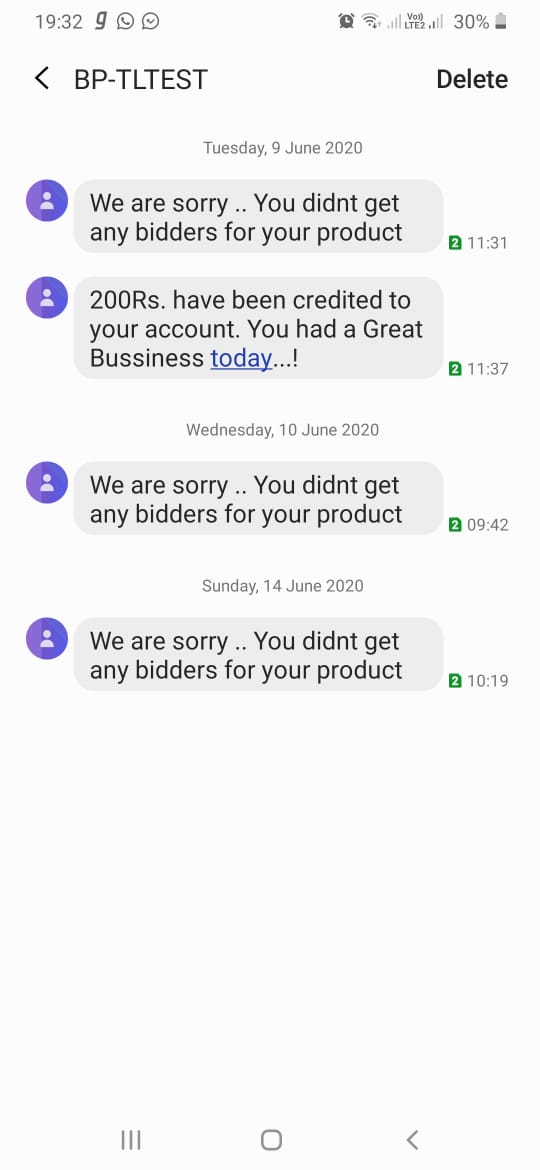 19:32 g Vo)) LTE2 30%
BP-TLTEST Delete
Tuesday, 9 June 2020
We are sorry .. You didnt get
any bidders for your product
2 11:31
200Rs. have been credited to
your account. You had a Great
Bussiness today...!
2 11:37
Wednesday, 10 June 2020
We are sorry .. You didnt get
any bidders for your product
2 09:42
Sunday, 14 June 2020
We are sorry .. You didnt get
any bidders for your product
2 10:19